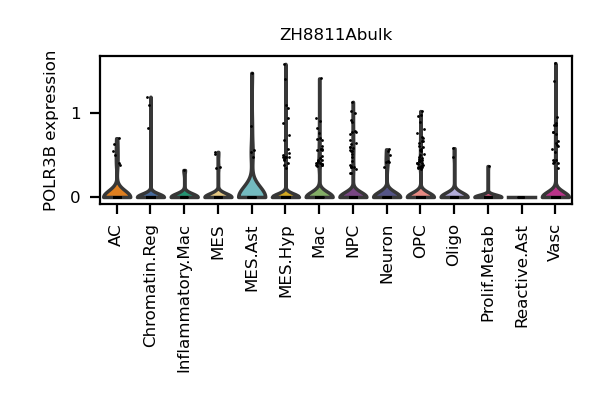 ZH8811Abulk
POLR3B expression
1
0
AC
Chromatin.Reg
Inflammatory.Mac
MES
MES.Ast
MES.Hyp
Mac
NPC
Neuron
OPC
Oligo
Prolif.Metab
Reactive.Ast
Vasc